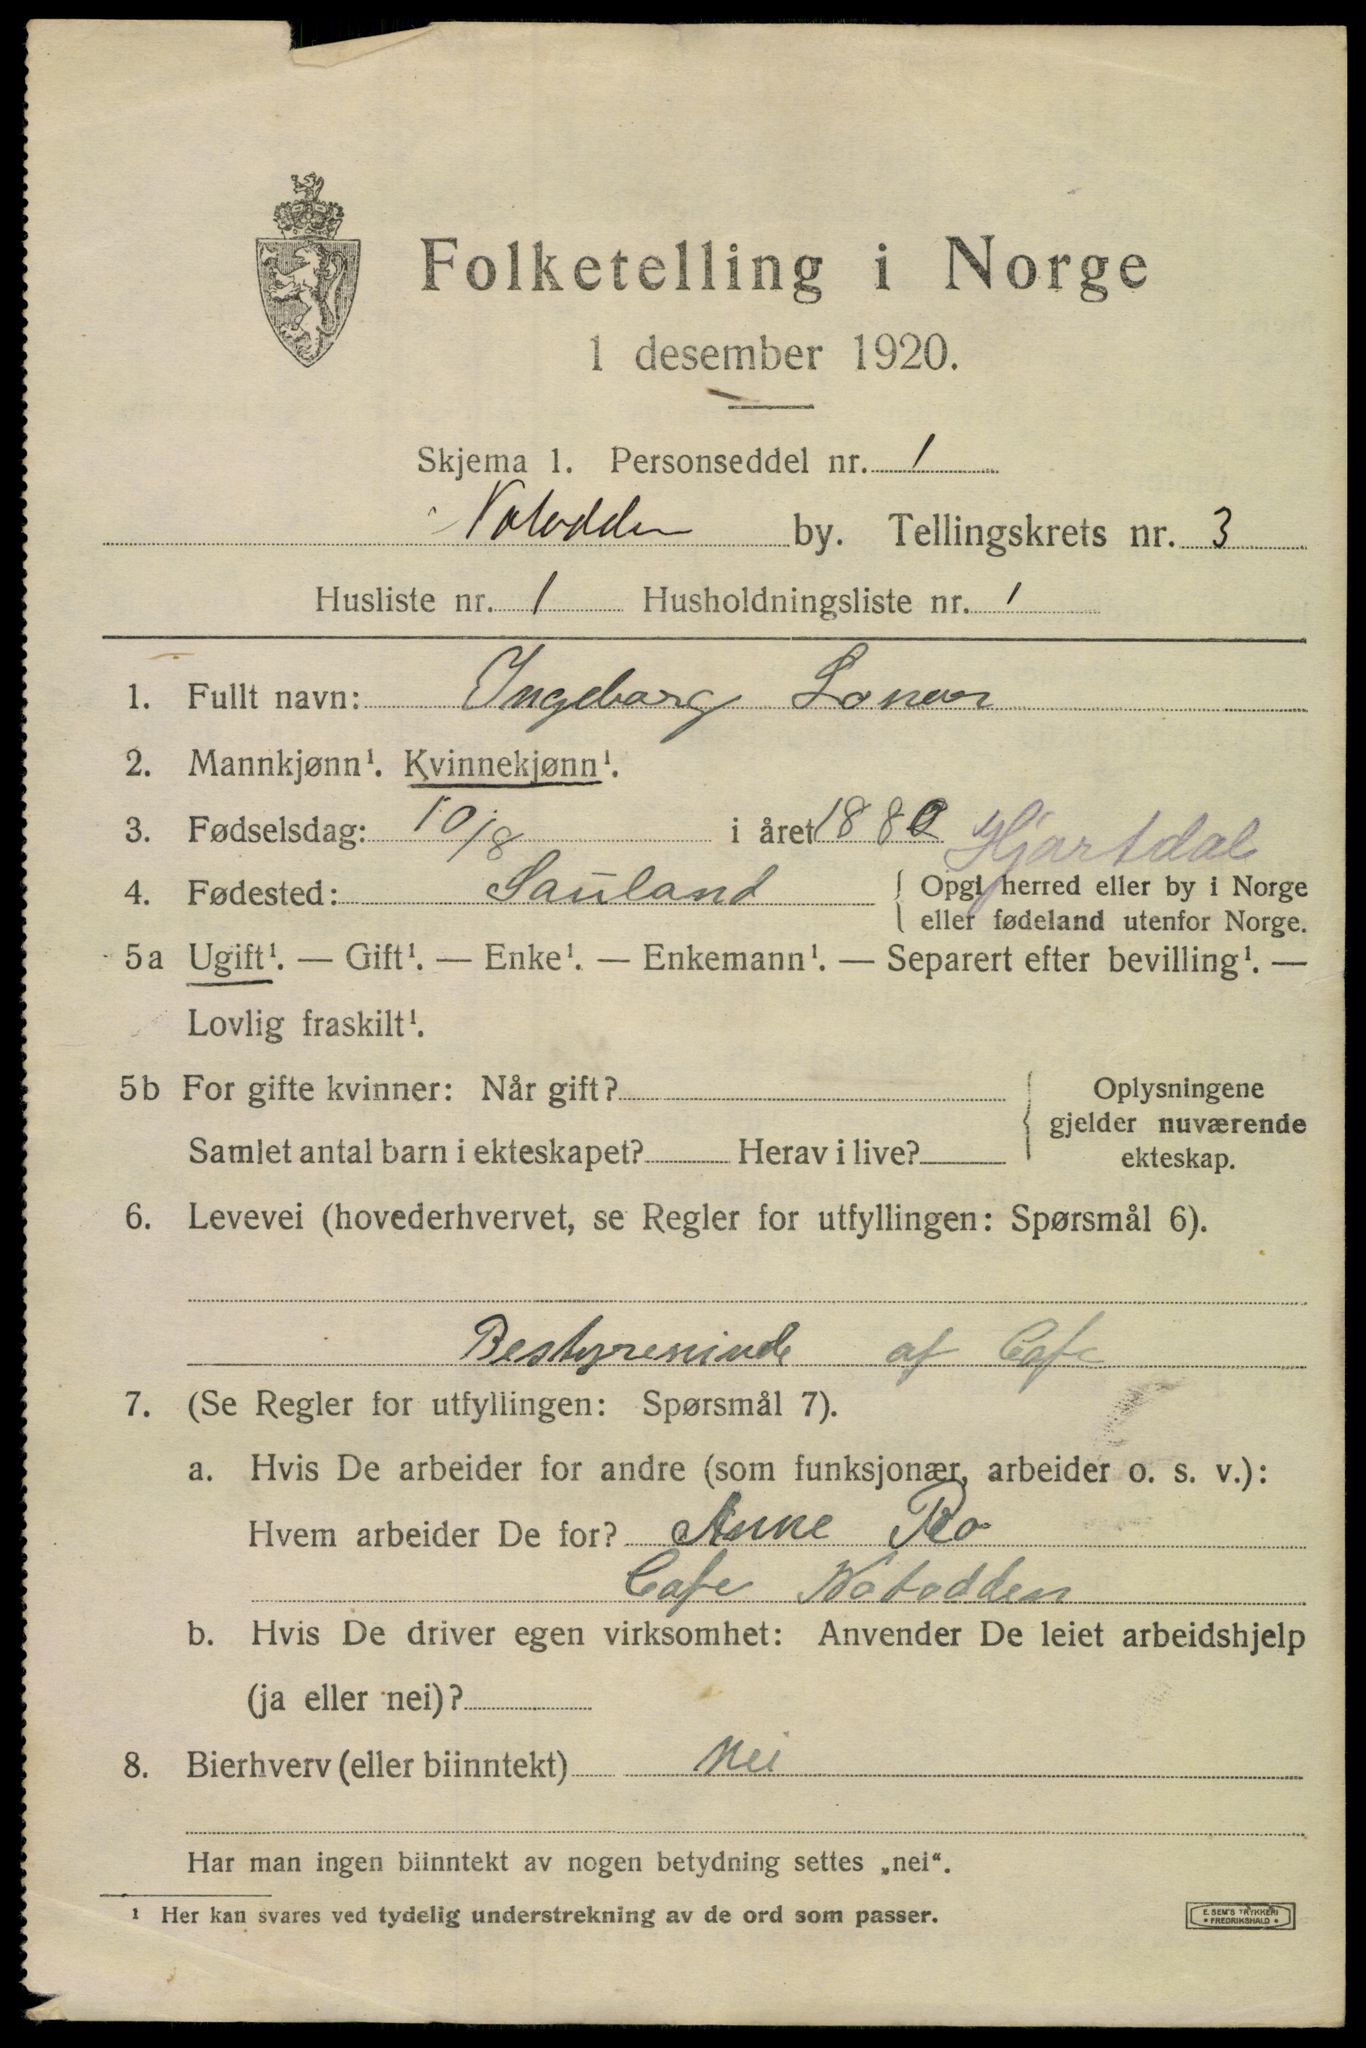 Folketelling i Norge
1 desember 1920.
Skjema 1. Personseddel nr. 1
Notodden by. Tellingskrets nr. 3
Husliste nr. 1 Husholdningsliste nr. 1
1. Fullt navn: Ingeborg
2. Mannkjønn¹. Kvinnekjønn¹.
3. Fødselsdag: 10/8 i året 1880 Hjartdal
4. Fødested: Sauland { Opgi herred eller by i Norge
eller fødeland utenfor Norge.
5a Ugift¹. — Gift¹. — Enke¹. — Enkemann¹. — Separert efter bevilling¹. —
Lovlig fraskilt¹.
5b For gifte kvinner: Når gift? Oplysningene
gjelder nuværende
Samlet antal barn i ekteskapet? Herav i live? ekteskap.
6. Levevei (hovederhvervet, se Regler for utfyllingen: Spørsmål 6).
Bestyrerinde af Cafe
7. (Se Regler for utfyllingen: Spørsmål 7).
a. Hvis De arbeider for andre (som funksjonær, arbeider o. s. v.):
Hvem arbeider De for? Anne Ro
Cafe Notodden
b. Hvis De driver egen virksomhet: Anvender De leiet arbeidshjelp
(ja eller nei)?
8. Bierhverv (eller biinntekt) Nei
Har man ingen biinntekt av nogen betydning settes „nei“.
¹ Her kan svares ved tydelig understrekning av de ord som passer.
E. SEM'S TRYKKERI
• FREDRIKSHALD •